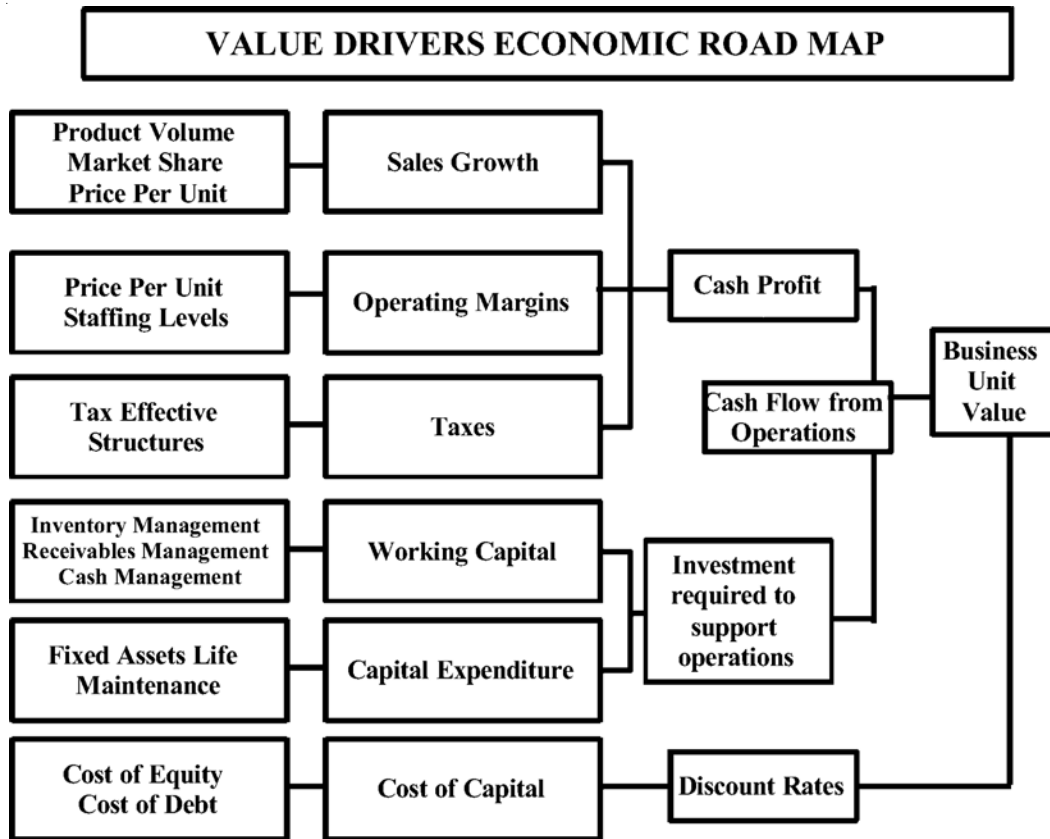 VALUE DRIVERS ECONOMIC ROAD MAP
Product Volume
Market Share
Price Per Unit
Sales Growth
Price Per Unit
Staffing Levels
Operating Margins
Cash Profit
Tax Effective
Structures
Taxes
Cash Flow from
Operations
Business
Unit
Value
Inventory Management
Receivables Management
Cash Management
Working Capital
Investment
required to
support
operations
Fixed Assets Life
Maintenance
Capital Expenditure
Cost of Equity
Cost of Debt
Cost of Capital
Discount Rates